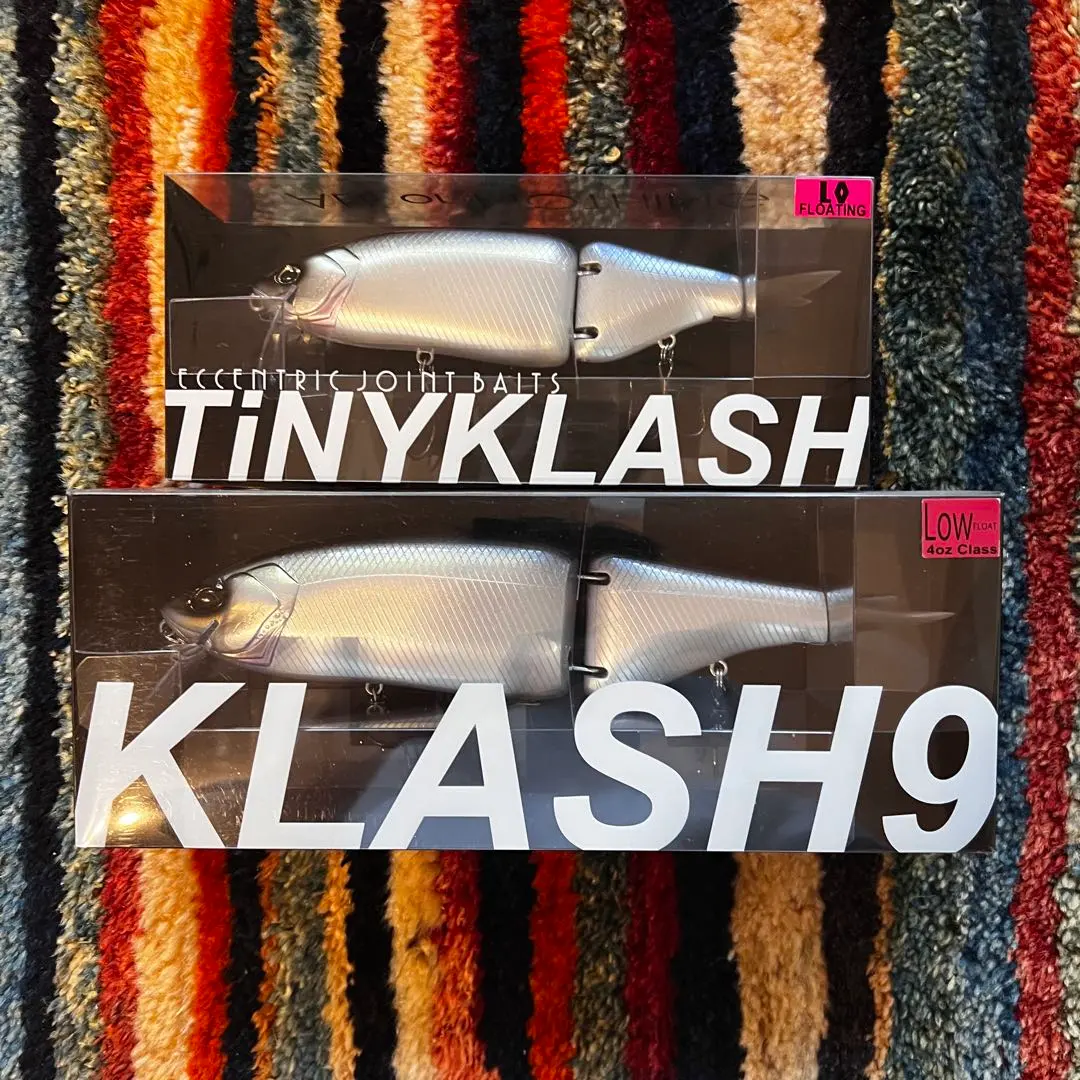 LO
FLOATING
ECCENTRIC JOINT BAITS
TiNYKLASH
LOW FLOAT
4oz Class
KLASH9